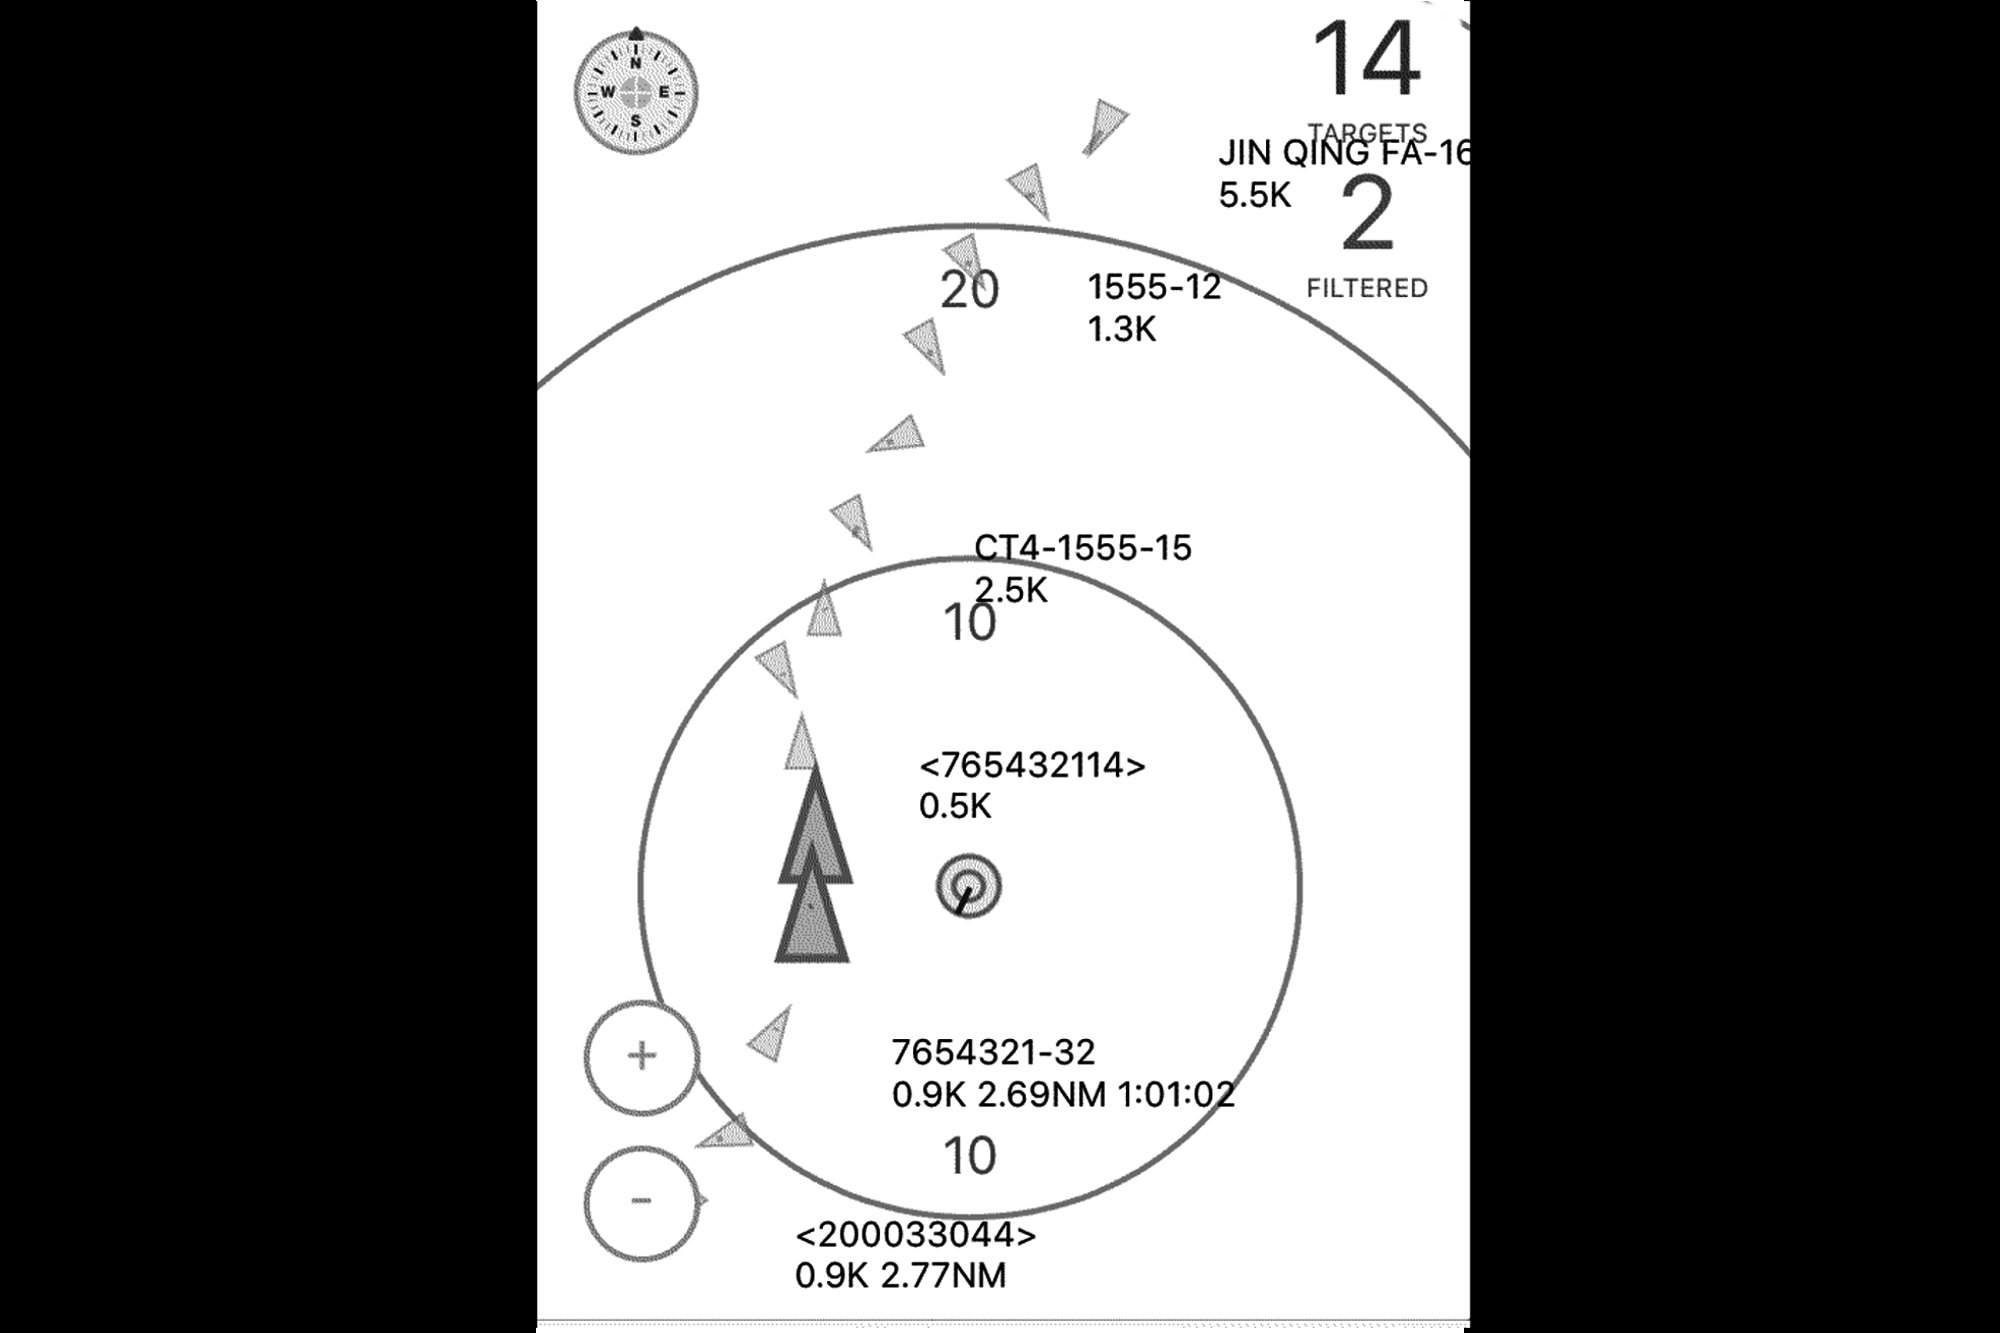 N
W E
S
14
TARGETS
JIN QING FA-16
5.5K
2
FILTERED
20
1555-12
1.3K
CT4-1555-15
2.5K
10
<765432114>
0.5K
+
7654321-32
0.9K 2.69NM 1:01:02
10
-
<200033044>
0.9K 2.77NM